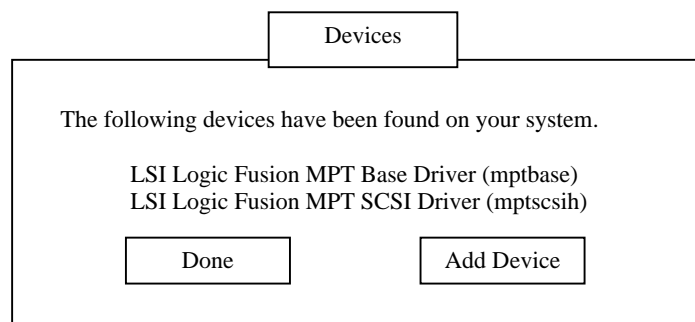 Devices
The following devices have been found on your system.
LSI Logic Fusion MPT Base Driver (mptbase)
LSI Logic Fusion MPT SCSI Driver (mptscsih)
Done
Add Device